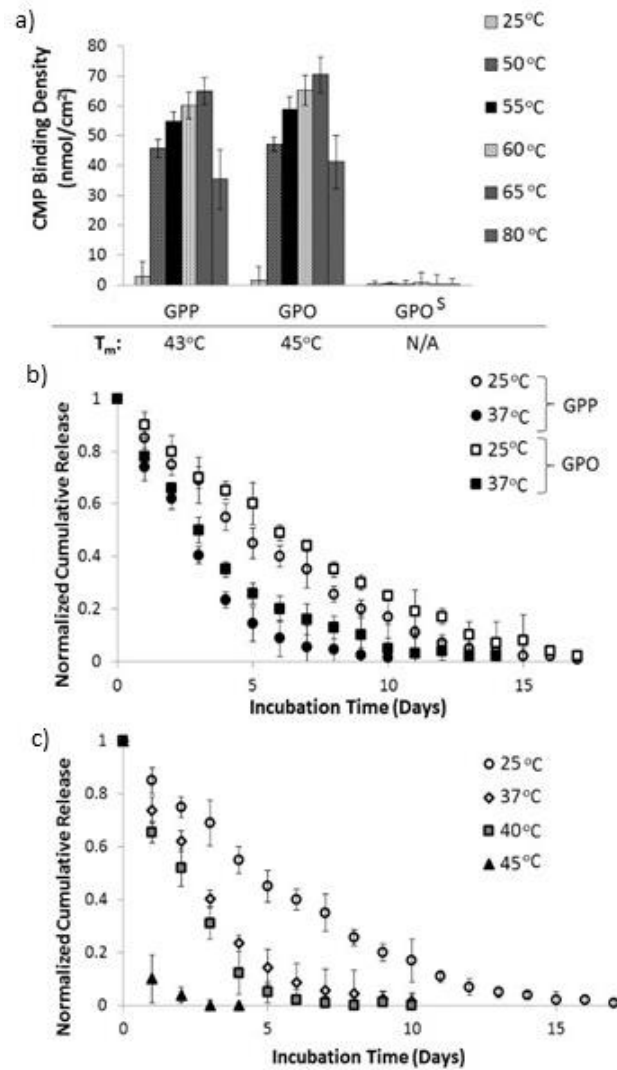 a)
CMP Binding Density
(nmol/cm²)
80
70
60
50
40
30
20
10
0
GPP GPO GPOˢ
Tₘ: 43°C 45°C N/A
25°C
50°C
55°C
60°C
65°C
80°C
b)
Normalized Cumulative Release
1
0.8
0.6
0.4
0.2
0
0 5 10 15
Incubation Time (Days)
25°C
37°C
GPP
25°C
37°C
GPO
c)
Normalized Cumulative Release
1
0.8
0.6
0.4
0.2
0
0 5 10 15
Incubation Time (Days)
25°C
37°C
40°C
45°C